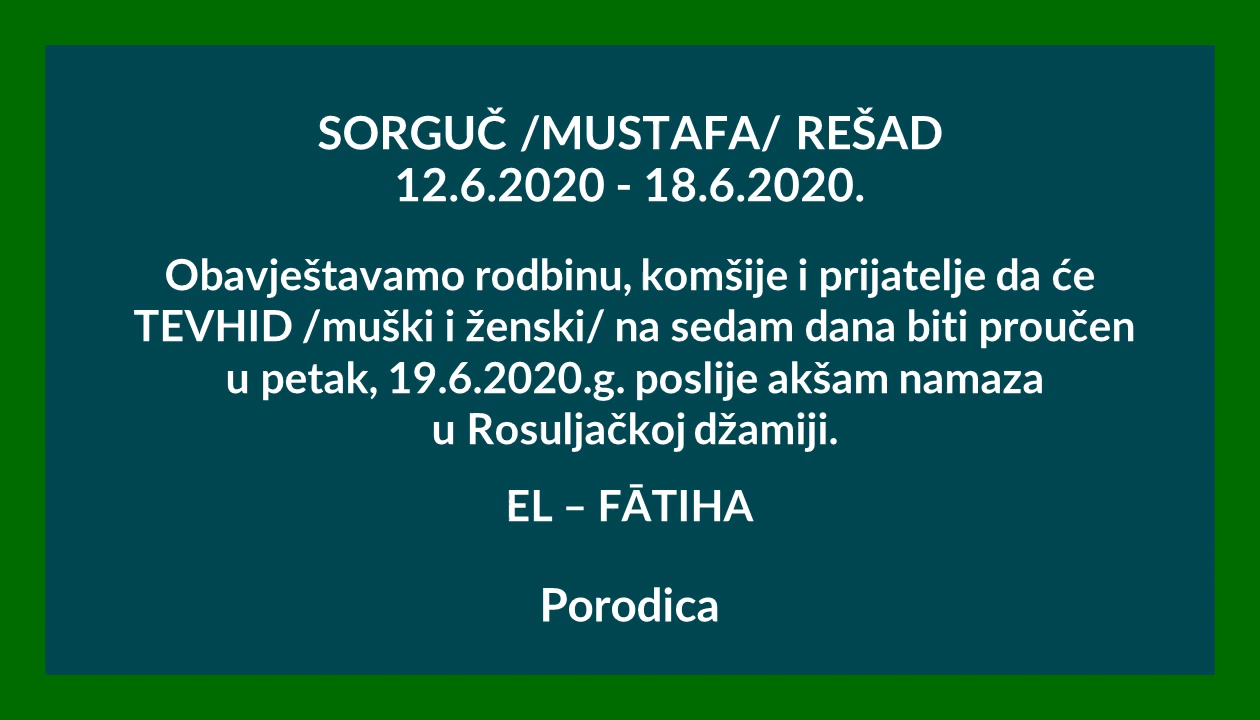 SORGUČ /MUSTAFA/ REŠAD
12.6.2020 - 18.6.2020.
Obavještavamo rodbinu, komšije i prijatelje da će
TEVHID /muški i ženski/ na sedam dana biti proučen
u petak, 19.6.2020.g. poslije akšam namaza
u Rosuljačkoj džamiji.
EL – FĀTIHA
Porodica